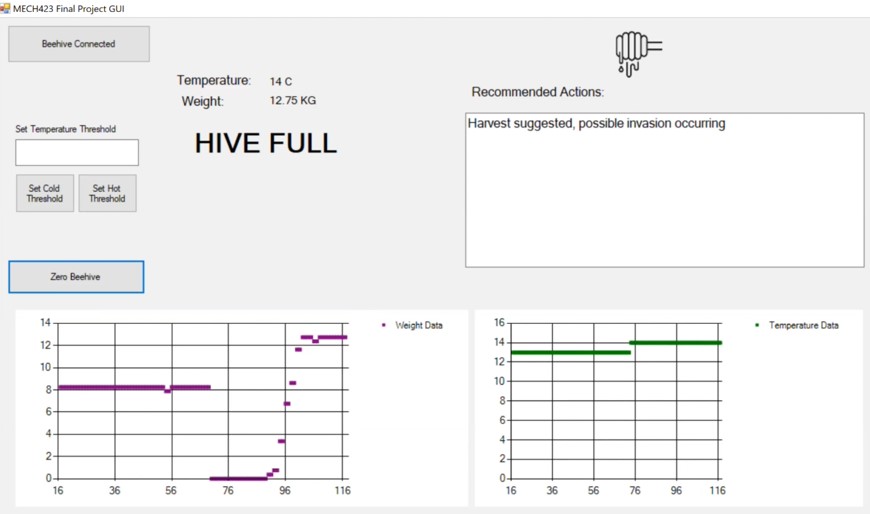 MECH423 Final Project GUI
Beehive Connected
Temperature: 14 C
Weight: 12.75 KG
HIVE FULL
Set Temperature Threshold
Set Cold
Threshold
Set Hot
Threshold
Zero Beehive
Recommended Actions:
Harvest suggested, possible invasion occurring
14
12
10
8
6
4
2
0
16 36 56 76 96 116
Weight Data
16
14
12
10
8
6
4
2
0
16 36 56 76 96 116
Temperature Data